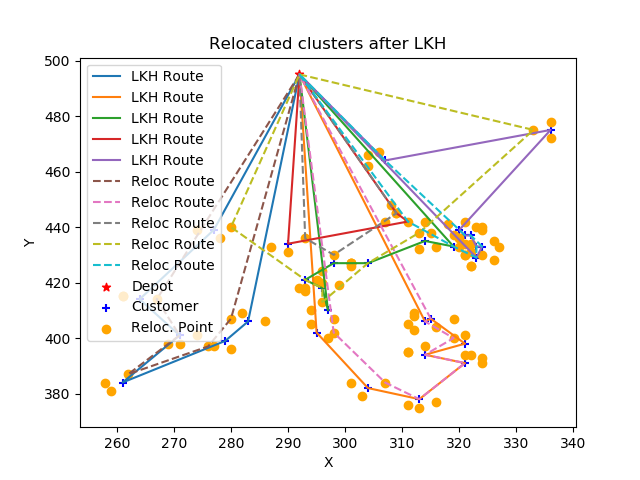 Relocated clusters after LKH
500
480
460
440
420
400
380
Y
LKH Route
LKH Route
LKH Route
LKH Route
LKH Route
Reloc Route
Reloc Route
Reloc Route
Reloc Route
Reloc Route
Depot
Customer
Reloc. Point
260 270 280 290 300 310 320 330 340
X